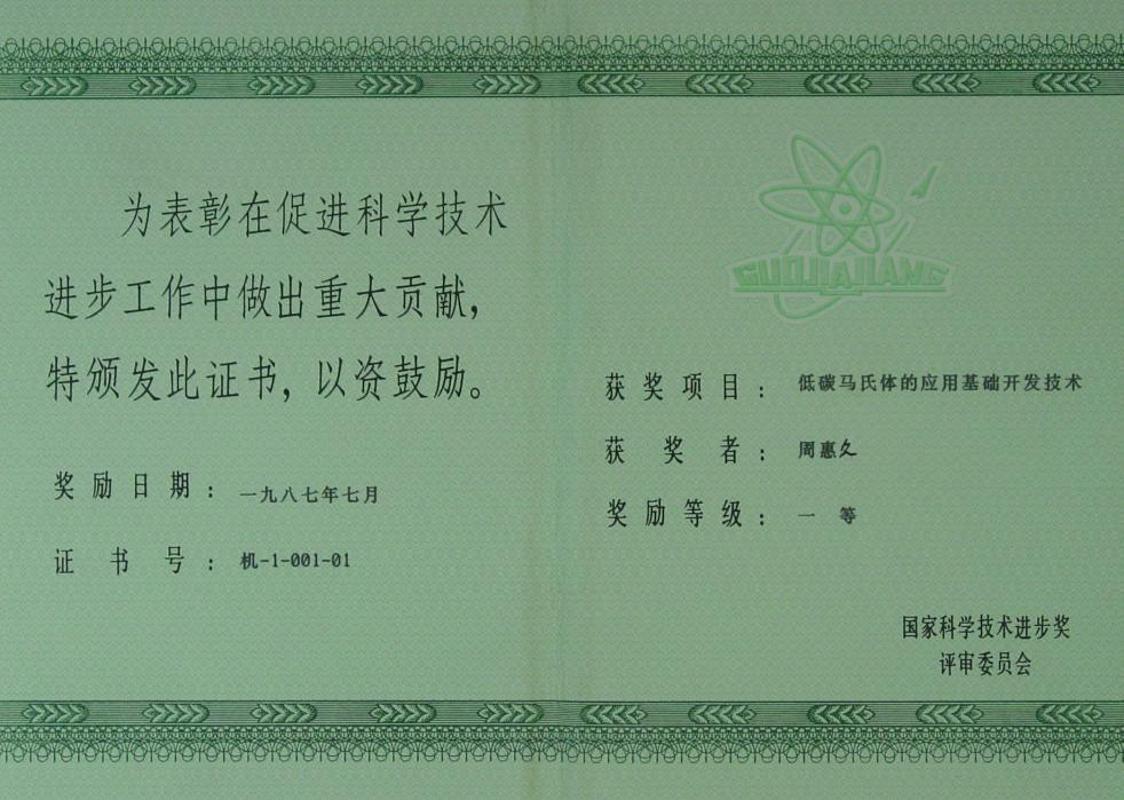 为表彰在促进科学技术
进步工作中做出重大贡献，
特颁发此证书，以资鼓励。
奖励日期：一九八七年七月
证书号：机-1-001-01
GUOJIAJIANG
获奖项目：低碳马氏体的应用基础开发技术
获奖者：周惠久
奖励等级：一 等
国家科学技术进步奖
评审委员会